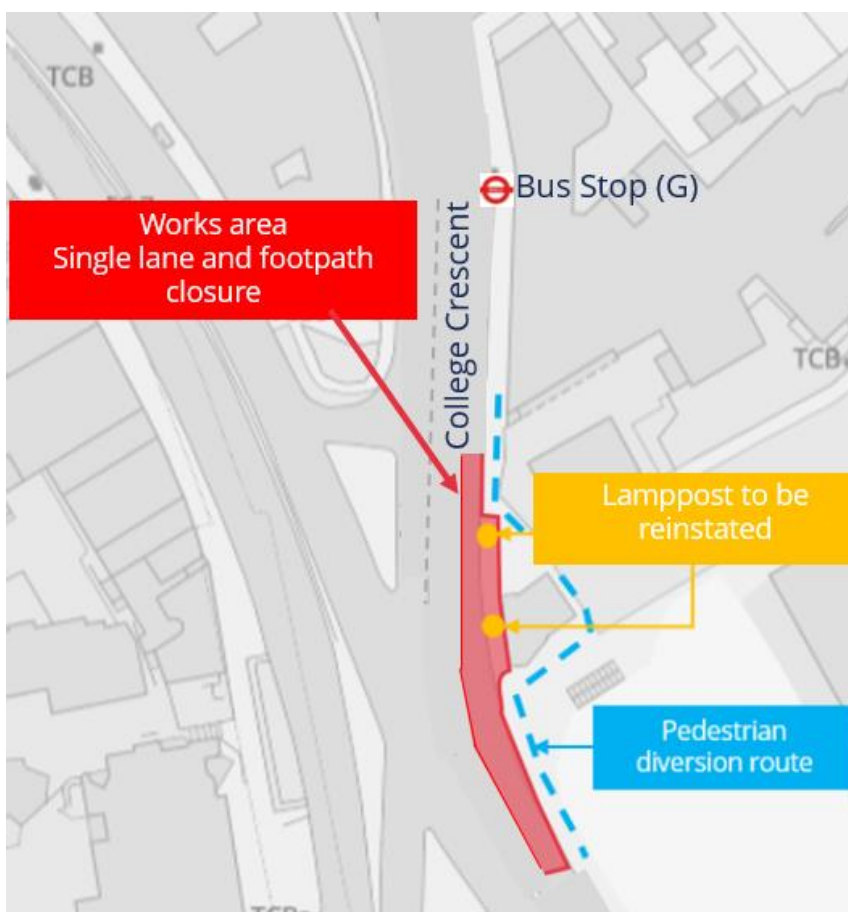 TCB
Bus Stop (G)
Works area
Single lane and footpath
closure
College Crescent
TCB
Lamppost to be
reinstated
Pedestrian
diversion route
TCB